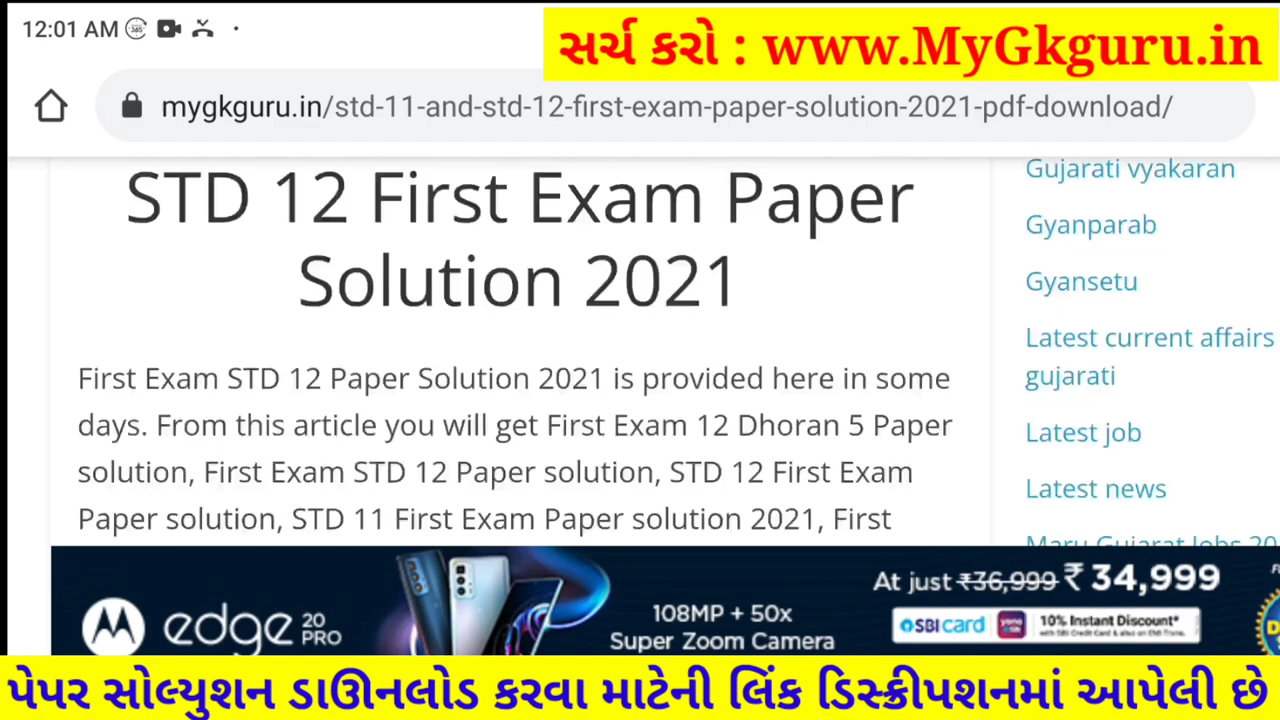 12:01 AM
સર્ચ કરો : www.MyGkguru.in
mygkguru.in/std-11-and-std-12-first-exam-paper-solution-2021-pdf-download/
STD 12 First Exam Paper
Solution 2021
First Exam STD 12 Paper Solution 2021 is provided here in some
days. From this article you will get First Exam 12 Dhoran 5 Paper
solution, First Exam STD 12 Paper solution, STD 12 First Exam
Paper solution, STD 11 First Exam Paper solution 2021, First
Gujarati vyakaran
Gyanparab
Gyansetu
Latest current affairs
gujarati
Latest job
Latest news
Maru Gujarat Jobs 20
edge 20 PRO
108MP + 50x
Super Zoom Camera
At just ₹36,999 ₹ 34,999
SBI card
10% Instant Discount*
પેપર સોલ્યુશન ડાઊનલોડ કરવા માટેની લિંક ડિસ્ક્રીપશનમાં આપેલી છે